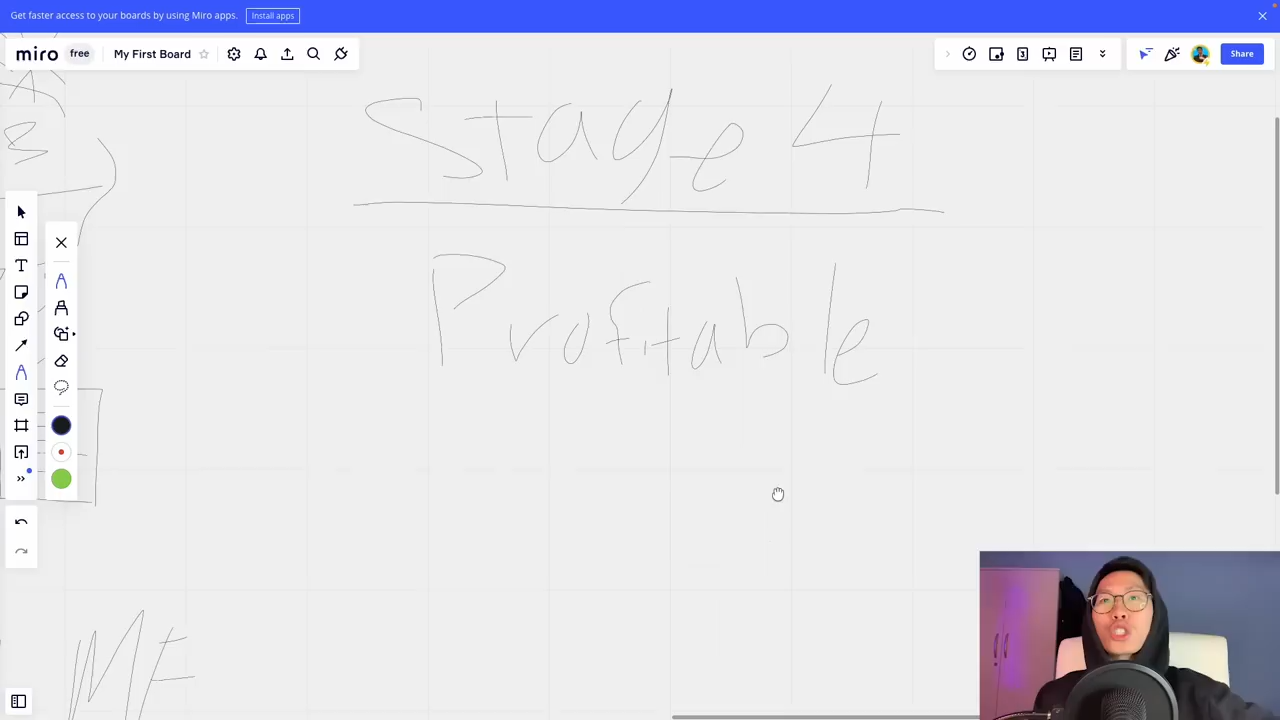 Get faster access to your boards by using Miro apps. Install apps
miro free My First Board Share
Stage 4
Profitable